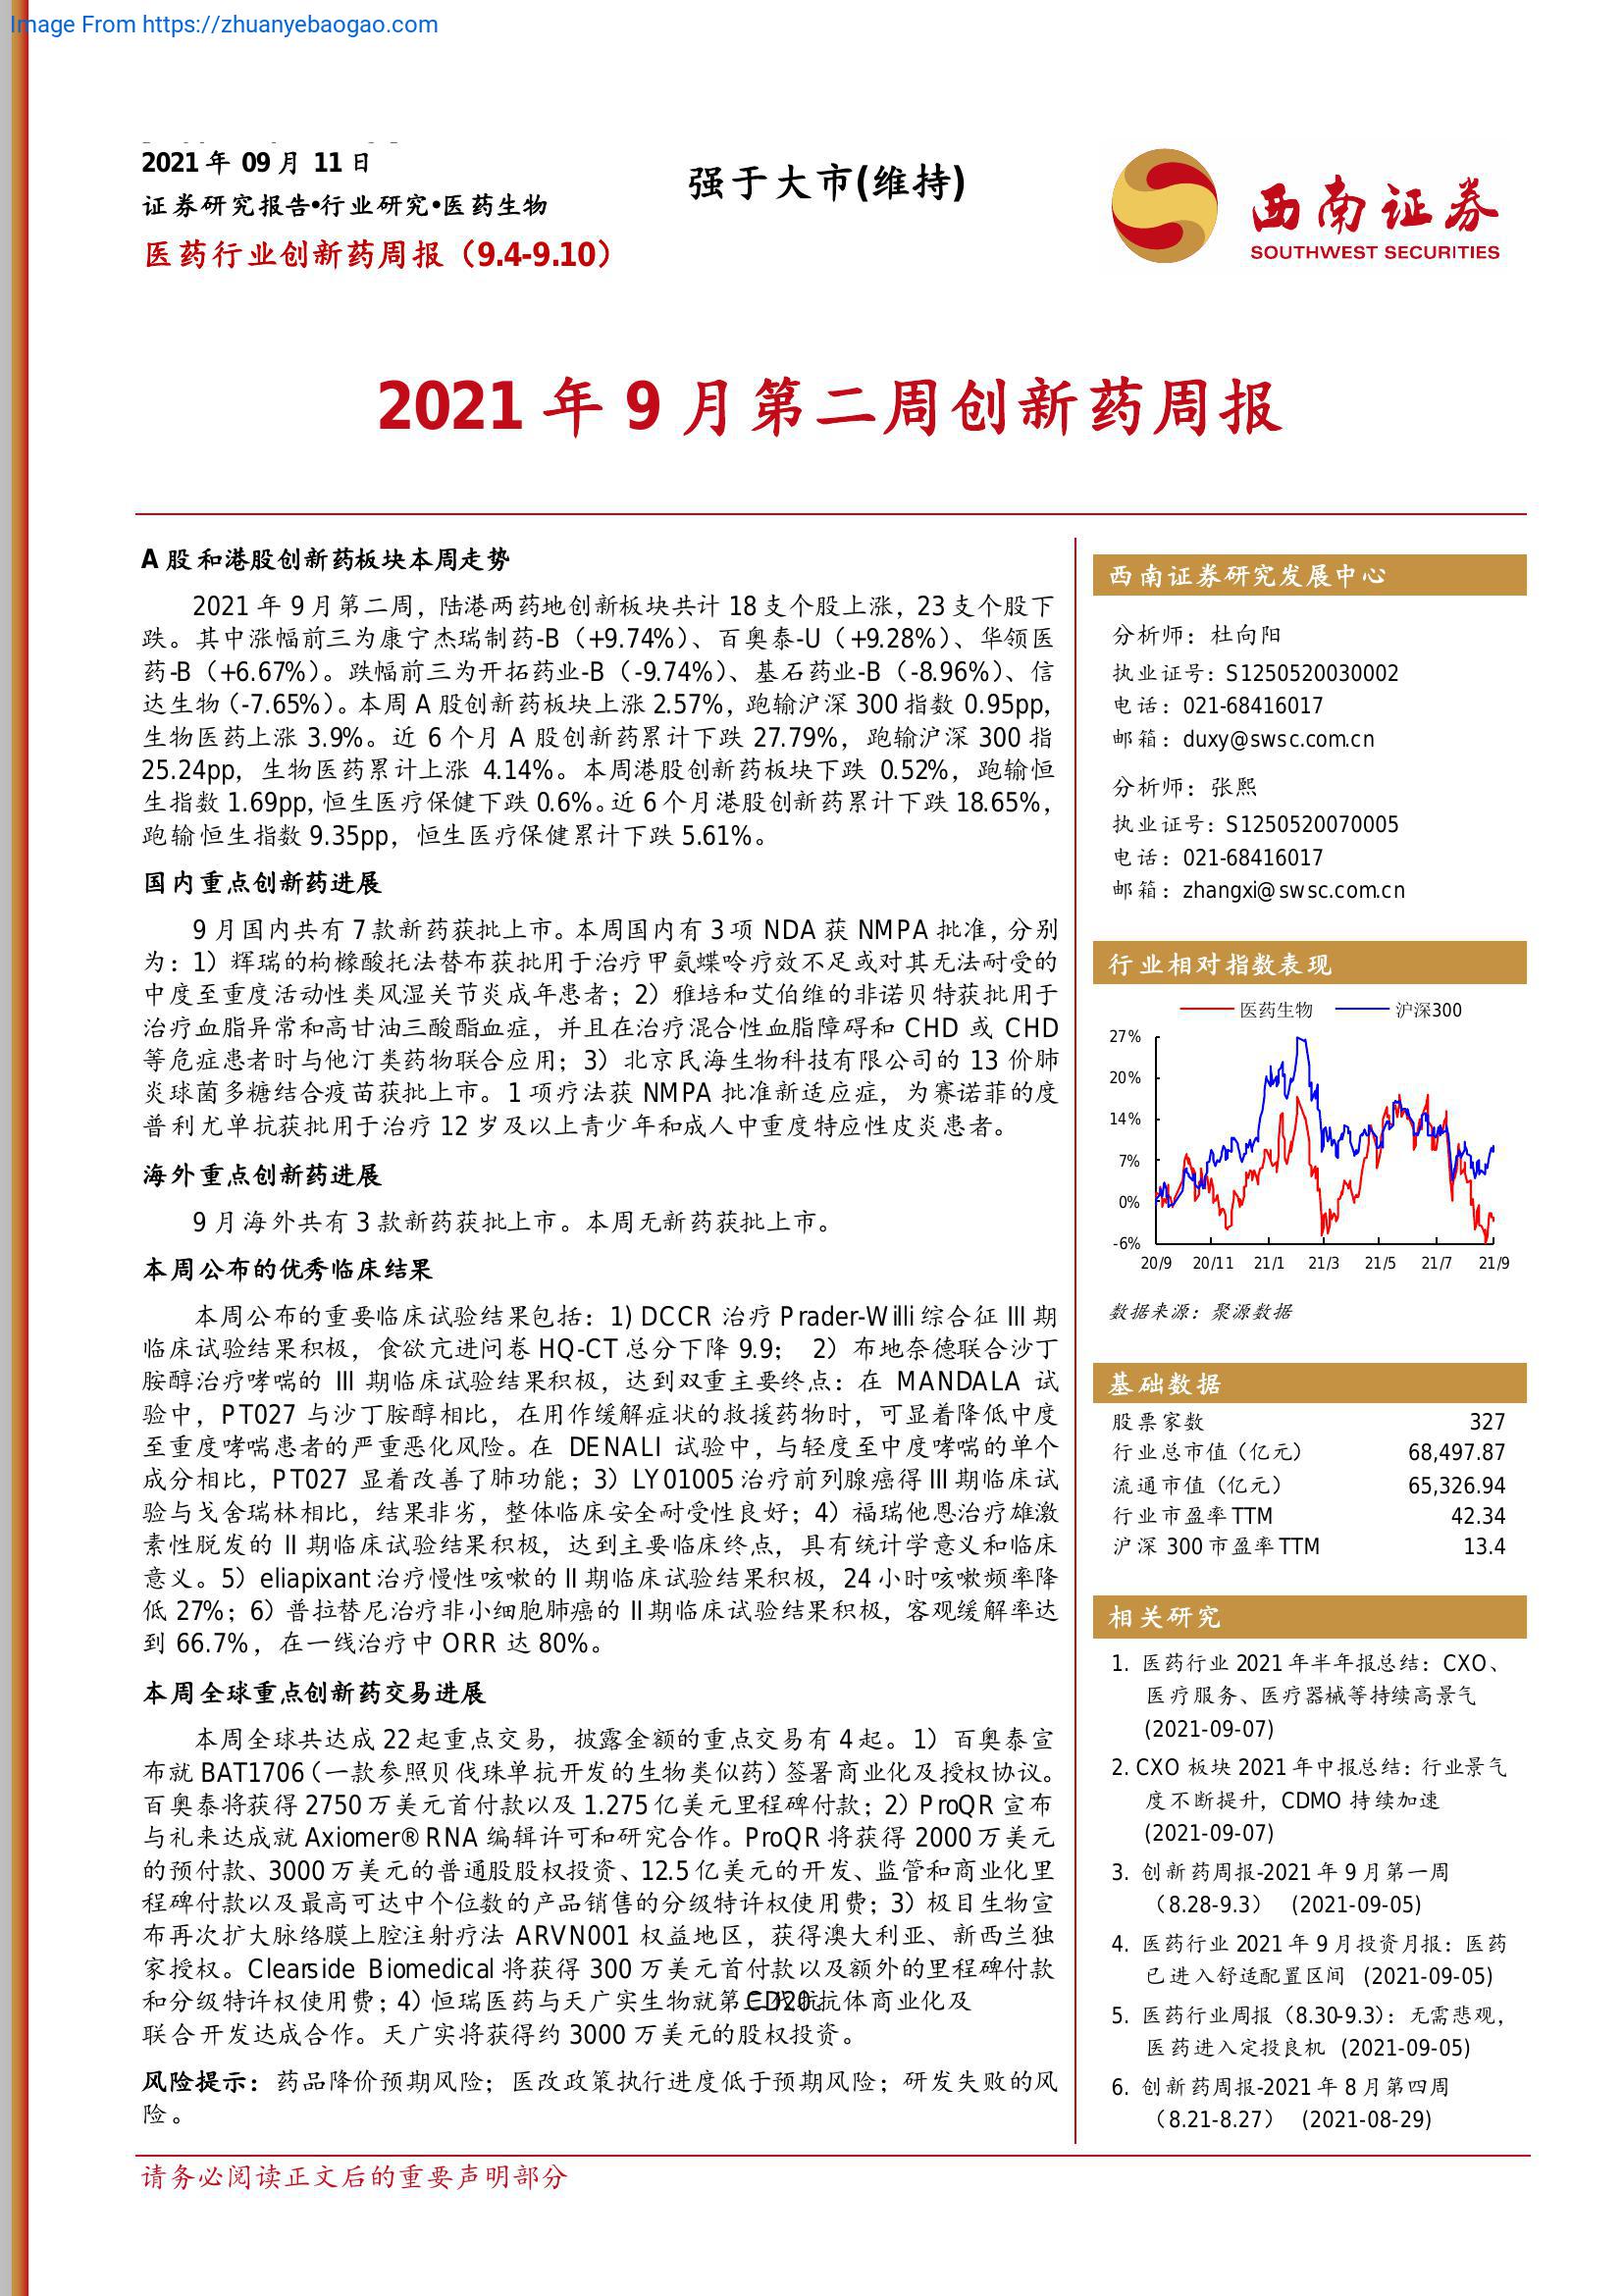 Image From https://zhuanyebaogao.com
2021 年 09 月 11 日
证券研究报告•行业研究•医药生物
医药行业创新药周报（9.4-9.10）
强于大市(维持)
西南证券
SOUTHWEST SECURITIES
2021 年 9 月第二周创新药周报
A 股和港股创新药板块本周走势
2021 年 9 月第二周，陆港两药地创新板块共计 18 支个股上涨，23 支个股下
跌。其中涨幅前三为康宁杰瑞制药-B（+9.74%）、百奥泰-U（+9.28%）、华领医
药-B（+6.67%）。跌幅前三为开拓药业-B（-9.74%）、基石药业-B（-8.96%）、信
达生物（-7.65%）。本周 A 股创新药板块上涨 2.57%，跑输沪深 300 指数 0.95pp，
生物医药上涨 3.9%。近 6 个月 A 股创新药累计下跌 27.79%，跑输沪深 300 指
25.24pp，生物医药累计上涨 4.14%。本周港股创新药板块下跌 0.52%，跑输恒
生指数 1.69pp，恒生医疗保健下跌 0.6%。近 6 个月港股创新药累计下跌 18.65%，
跑输恒生指数 9.35pp，恒生医疗保健累计下跌 5.61%。
国内重点创新药进展
9 月国内共有 7 款新药获批上市。本周国内有 3 项 NDA 获 NMPA 批准，分别
为：1）辉瑞的枸橼酸托法替布获批用于治疗甲氨蝶呤疗效不足或对其无法耐受的
中度至重度活动性类风湿关节炎成年患者；2）雅培和艾伯维的非诺贝特获批用于
治疗血脂异常和高甘油三酸酯血症，并且在治疗混合性血脂障碍和 CHD 或 CHD
等危症患者时与他汀类药物联合应用；3）北京民海生物科技有限公司的 13 价肺
炎球菌多糖结合疫苗获批上市。1 项疗法获 NMPA 批准新适应症，为赛诺菲的度
普利尤单抗获批用于治疗 12 岁及以上青少年和成人中重度特应性皮炎患者。
海外重点创新药进展
9 月海外共有 3 款新药获批上市。本周无新药获批上市。
本周公布的优秀临床结果
本周公布的重要临床试验结果包括：1) DCCR 治疗 Prader-Willi 综合征 III 期
临床试验结果积极，食欲亢进问卷 HQ-CT 总分下降 9.9； 2）布地奈德联合沙丁
胺醇治疗哮喘的 III 期临床试验结果积极，达到双重主要终点：在 MANDALA 试
验中，PT027 与沙丁胺醇相比，在用作缓解症状的救援药物时，可显着降低中度
至重度哮喘患者的严重恶化风险。在 DENALI 试验中，与轻度至中度哮喘的单个
成分相比，PT027 显着改善了肺功能；3）LY01005 治疗前列腺癌得 III 期临床试
验与戈舍瑞林相比，结果非劣，整体临床安全耐受性良好；4）福瑞他恩治疗雄激
素性脱发的 II 期临床试验结果积极，达到主要临床终点，具有统计学意义和临床
意义。5）eliapixant 治疗慢性咳嗽的 II 期临床试验结果积极，24 小时咳嗽频率降
低 27%；6）普拉替尼治疗非小细胞肺癌的 II 期临床试验结果积极，客观缓解率达
到 66.7%，在一线治疗中 ORR 达 80%。
本周全球重点创新药交易进展
本周全球共达成 22 起重点交易，披露金额的重点交易有 4 起。1）百奥泰宣
布就 BAT1706（一款参照贝伐珠单抗开发的生物类似药）签署商业化及授权协议。
百奥泰将获得 2750 万美元首付款以及 1.275 亿美元里程碑付款；2）ProQR 宣布
与礼来达成就 Axiomer® RNA 编辑许可和研究合作。ProQR 将获得 2000 万美元
的预付款、3000 万美元的普通股股权投资、12.5 亿美元的开发、监管和商业化里
程碑付款以及最高可达中个位数的产品销售的分级特许权使用费；3）极目生物宣
布再次扩大脉络膜上腔注射疗法 ARVN001 权益地区，获得澳大利亚、新西兰独
家授权。Clearside Biomedical 将获得 300 万美元首付款以及额外的里程碑付款
和分级特许权使用费；4）恒瑞医药与天广实生物就第三代 CD20 抗体商业化及
联合开发达成合作。天广实将获得约 3000 万美元的股权投资。
风险提示：药品降价预期风险；医改政策执行进度低于预期风险；研发失败的风
险。
西南证券研究发展中心
分析师：杜向阳
执业证号：S1250520030002
电话：021-68416017
邮箱：duxy@swsc.com.cn
分析师：张熙
执业证号：S1250520070005
电话：021-68416017
邮箱：zhangxi@swsc.com.cn
行业相对指数表现
医药生物 沪深300
27%
20%
14%
7%
0%
-6%
20/9 20/11 21/1 21/3 21/5 21/7 21/9
数据来源：聚源数据
基础数据
股票家数 327
行业总市值（亿元） 68,497.87
流通市值（亿元） 65,326.94
行业市盈率 TTM 42.34
沪深 300 市盈率 TTM 13.4
相关研究
1. 医药行业 2021 年半年报总结：CXO、
医疗服务、医疗器械等持续高景气
(2021-09-07)
2. CXO 板块 2021 年中报总结：行业景气
度不断提升，CDMO 持续加速
(2021-09-07)
3. 创新药周报-2021 年 9 月第一周
（8.28-9.3） (2021-09-05)
4. 医药行业 2021 年 9 月投资月报：医药
已进入舒适配置区间 (2021-09-05)
5. 医药行业周报（8.30-9.3）：无需悲观，
医药进入定投良机 (2021-09-05)
6. 创新药周报-2021 年 8 月第四周
（8.21-8.27） (2021-08-29)
请务必阅读正文后的重要声明部分